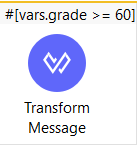 #[vars.grade >= 60]
Transform
Message